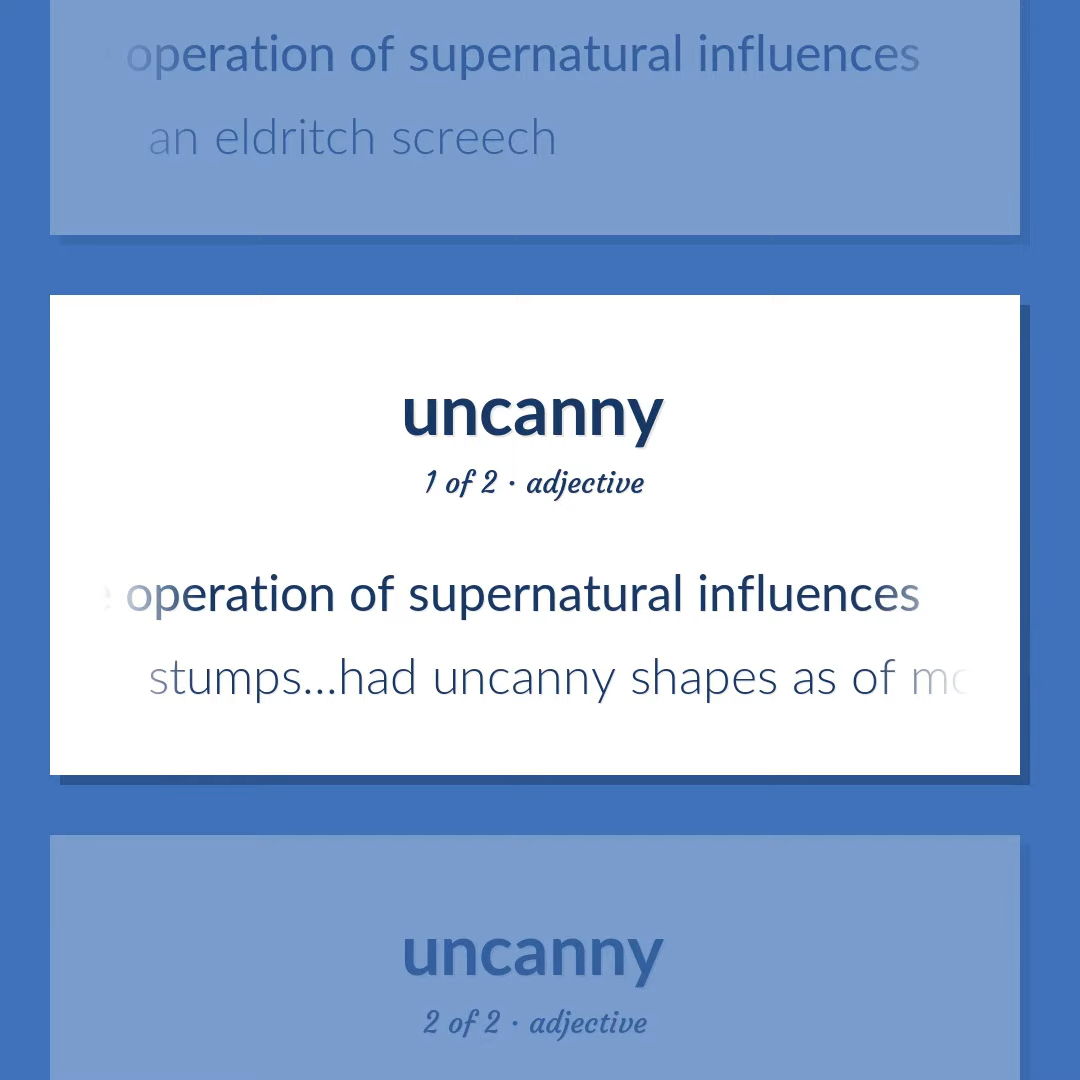 operation of supernatural influences
an eldritch screech
uncanny
1 of 2 · adjective
operation of supernatural influences
stumps...had uncanny shapes as of
uncanny
2 of 2 · adjective